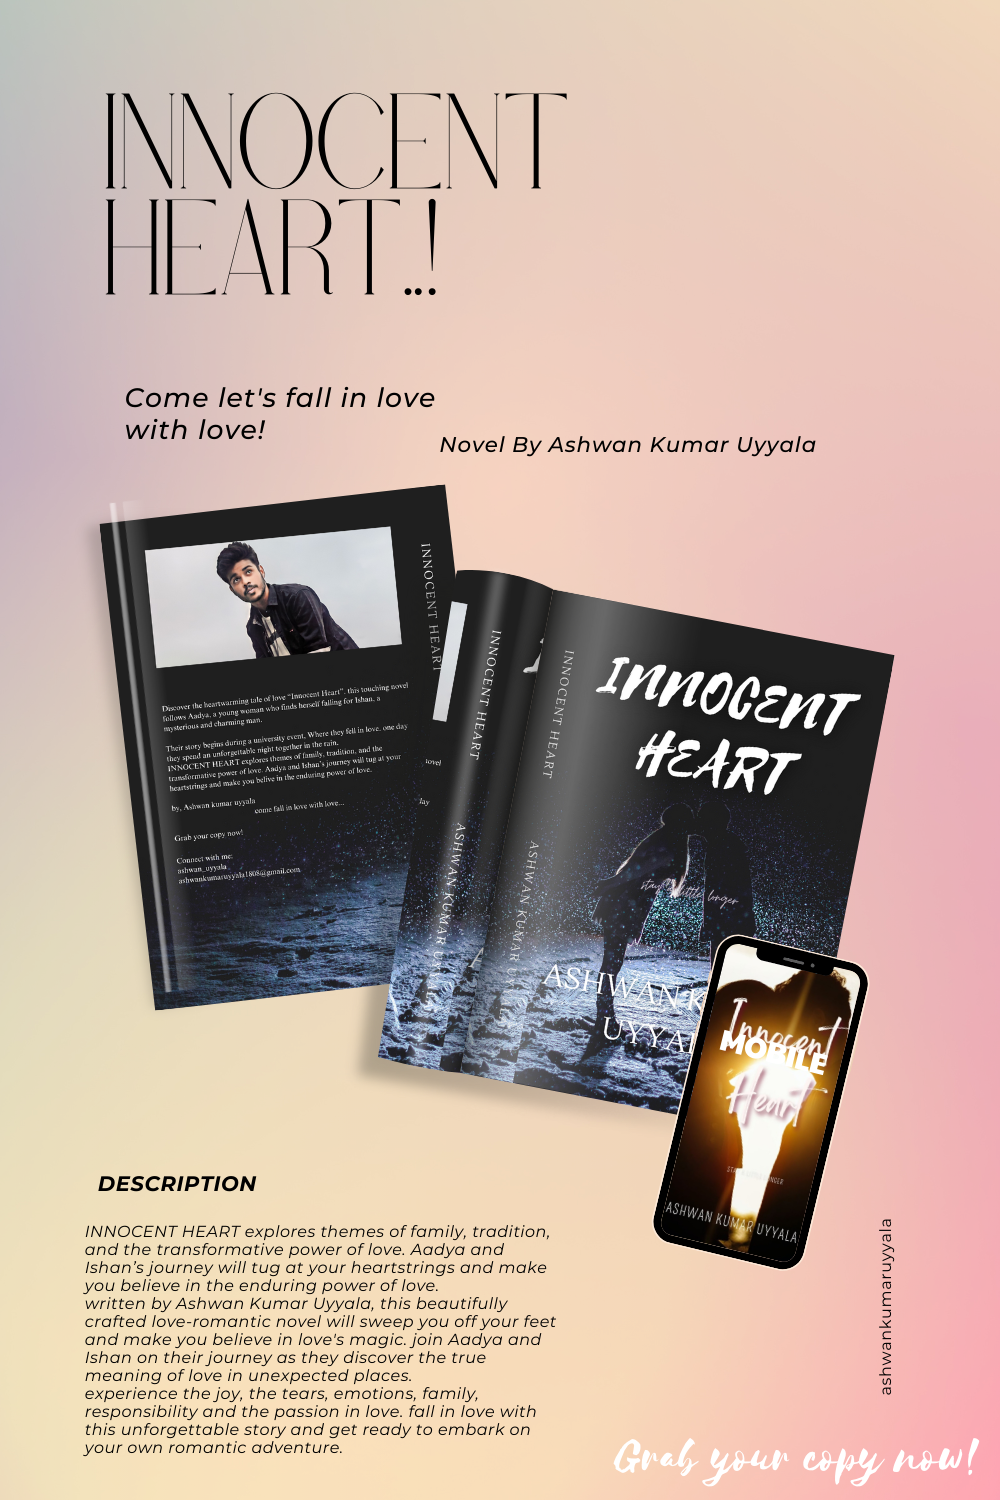 INNOCENT
HEART..!
Come let's fall in love
with love!
Novel By Ashwan Kumar Uyyala
INNOCENT HEART
Discover the heartwarming tale of love “Innocent Heart”. this touching novel
follows Aadya, a young woman who finds herself falling for Ishan, a
mysterious and charming man.
Their story begins during a university event, Where they fell in love. one day
they spend an unforgettable night together in the rain.
INNOCENT HEART explores themes of family, tradition, and the
transformative power of love. Aadya and Ishan's journey will tug at your
heartstrings and make you belive in the enduring power of love.
by, Ashwan kumar uyyala
come fall in love with love...
Grab your copy now!
Connect with me:
ashwan_uyyala
ashwankumaruyyala1808@gmail.com
novel
day
INNOCENT HEART
ASHWAN KUMAR
INNOCENT HEART
ASHWAN KUMAR
INNOCENT
HEART
stay a little longer
ASHWAN K
UYYAL
Innocent
MOBILE
Heart
ASHWAN KUMAR UYYALA
DESCRIPTION
INNOCENT HEART explores themes of family, tradition,
and the transformative power of love. Aadya and
Ishan’s journey will tug at your heartstrings and make
you believe in the enduring power of love.
written by Ashwan Kumar Uyyala, this beautifully
crafted love-romantic novel will sweep you off your feet
and make you believe in love's magic. join Aadya and
Ishan on their journey as they discover the true
meaning of love in unexpected places.
experience the joy, the tears, emotions, family,
responsibility and the passion in love. fall in love with
this unforgettable story and get ready to embark on
your own romantic adventure.
ashwankumaruyyala
Grab your copy now!